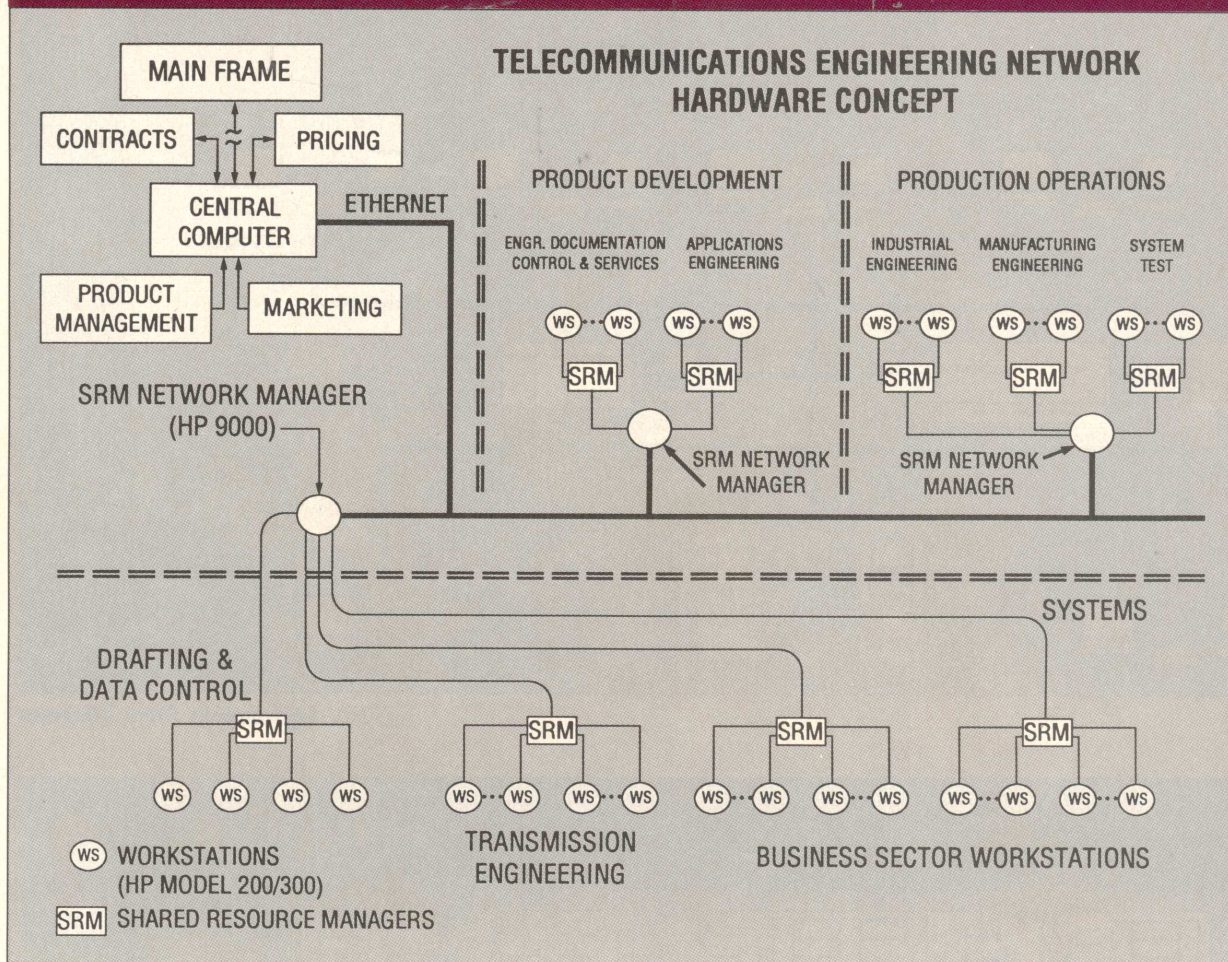 TELECOMMUNICATIONS ENGINEERING NETWORK
HARDWARE CONCEPT
MAIN FRAME
CONTRACTS
PRICING
CENTRAL
COMPUTER
ETHERNET
PRODUCT
MANAGEMENT
MARKETING
SRM NETWORK MANAGER
(HP 9000)
PRODUCT DEVELOPMENT
ENGR. DOCUMENTATION
CONTROL & SERVICES
APPLICATIONS
ENGINEERING
WS WS WS WS
SRM SRM
SRM NETWORK
MANAGER
PRODUCTION OPERATIONS
INDUSTRIAL
ENGINEERING
MANUFACTURING
ENGINEERING
SYSTEM
TEST
WS WS WS WS WS WS
SRM SRM SRM
SRM NETWORK
MANAGER
SYSTEMS
DRAFTING &
DATA CONTROL
SRM SRM SRM SRM
WS WS WS WS WS WS WS WS WS WS WS WS WS WS WS WS
TRANSMISSION
ENGINEERING
BUSINESS SECTOR WORKSTATIONS
WS WORKSTATIONS
(HP MODEL 200/300)
SRM SHARED RESOURCE MANAGERS